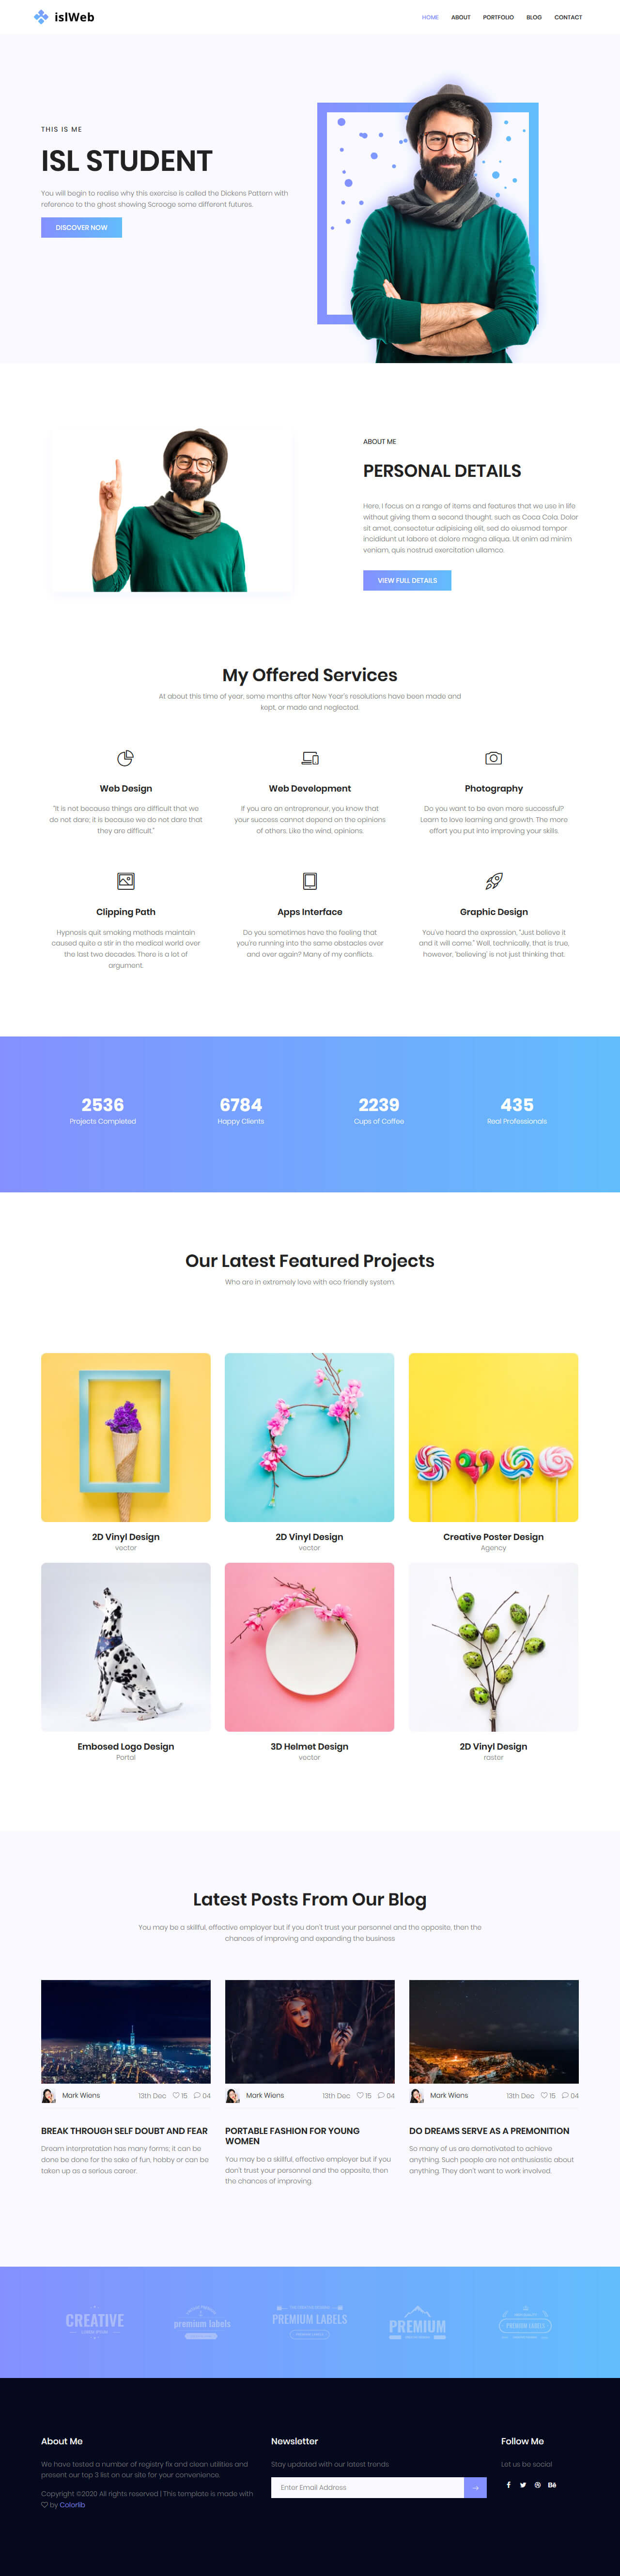 islWeb
HOME ABOUT PORTFOLIO BLOG CONTACT
THIS IS ME
ISL STUDENT
You will begin to realise why this exercise is called the Dickens Pattern with
reference to the ghost showing Scrooge some different futures.
DISCOVER NOW
ABOUT ME
PERSONAL DETAILS
Here, I focus on a range of items and features that we use in life
without giving them a second thought. such as Coca Cola. Dolor
sit amet, consectetur adipisicing elit, sed do eiusmod tempor
incididunt ut labore et dolore magna aliqua. Ut enim ad minim
veniam, quis nostrud exercitation ullamco.
VIEW FULL DETAILS
My Offered Services
At about this time of year, some months after New Year's resolutions have been made and
kept, or made and neglected.
Web Design
"It is not because things are difficult that we
do not dare; it is because we do not dare that
they are difficult."
Web Development
If you are an entrepreneur, you know that
your success cannot depend on the opinions
of others. Like the wind, opinions.
Photography
Do you want to be even more successful?
Learn to love learning and growth. The more
effort you put into improving your skills.
Clipping Path
Hypnosis quit smoking methods maintain
caused quite a stir in the medical world over
the last two decades. There is a lot of
argument.
Apps Interface
Do you sometimes have the feeling that
you're running into the same obstacles over
and over again? Many of my conflicts.
Graphic Design
You've heard the expression, "Just believe it
and it will come." Well, technically, that is true,
however, 'believing' is not just thinking that
2536
Projects Completed
6784
Happy Clients
2239
Cups of Coffee
435
Real Professionals
Our Latest Featured Projects
Who are in extremely love with eco friendly system.
2D Vinyl Design
vector
2D Vinyl Design
vector
Creative Poster Design
Agency
Embosed Logo Design
Portal
3D Helmet Design
vector
2D Vinyl Design
raster
Latest Posts From Our Blog
You may be a skillful, effective employer but if you don't trust your personnel and the opposite, then the
chances of improving and expanding the business
Mark Wiens 13th Dec 15 04
BREAK THROUGH SELF DOUBT AND FEAR
Dream interpretation has many forms; it can be
done be done for the sake of fun, hobby or can be
taken up as a serious career.
Mark Wiens 13th Dec 15 04
PORTABLE FASHION FOR YOUNG
WOMEN
You may be a skillful, effective employer but if you
don't trust your personnel and the opposite, then
the chances of improving.
Mark Wiens 13th Dec 15 04
DO DREAMS SERVE AS A PREMONITION
So many of us are demotivated to achieve
anything. Such people are not enthusiastic about
anything. They don't want to work involved.
CREATIVE
premium labels
PREMIUM LABELS
PREMIUM
PREMIUM LABELS
About Me
We have tested a number of registry fix and clean utilities and
present our top 3 list on our site for your convenience.
Copyright ©2020 All rights reserved | This template is made with
by Colorlib
Newsletter
Stay updated with our latest trends
Enter Email Address
Follow Me
Let us be social